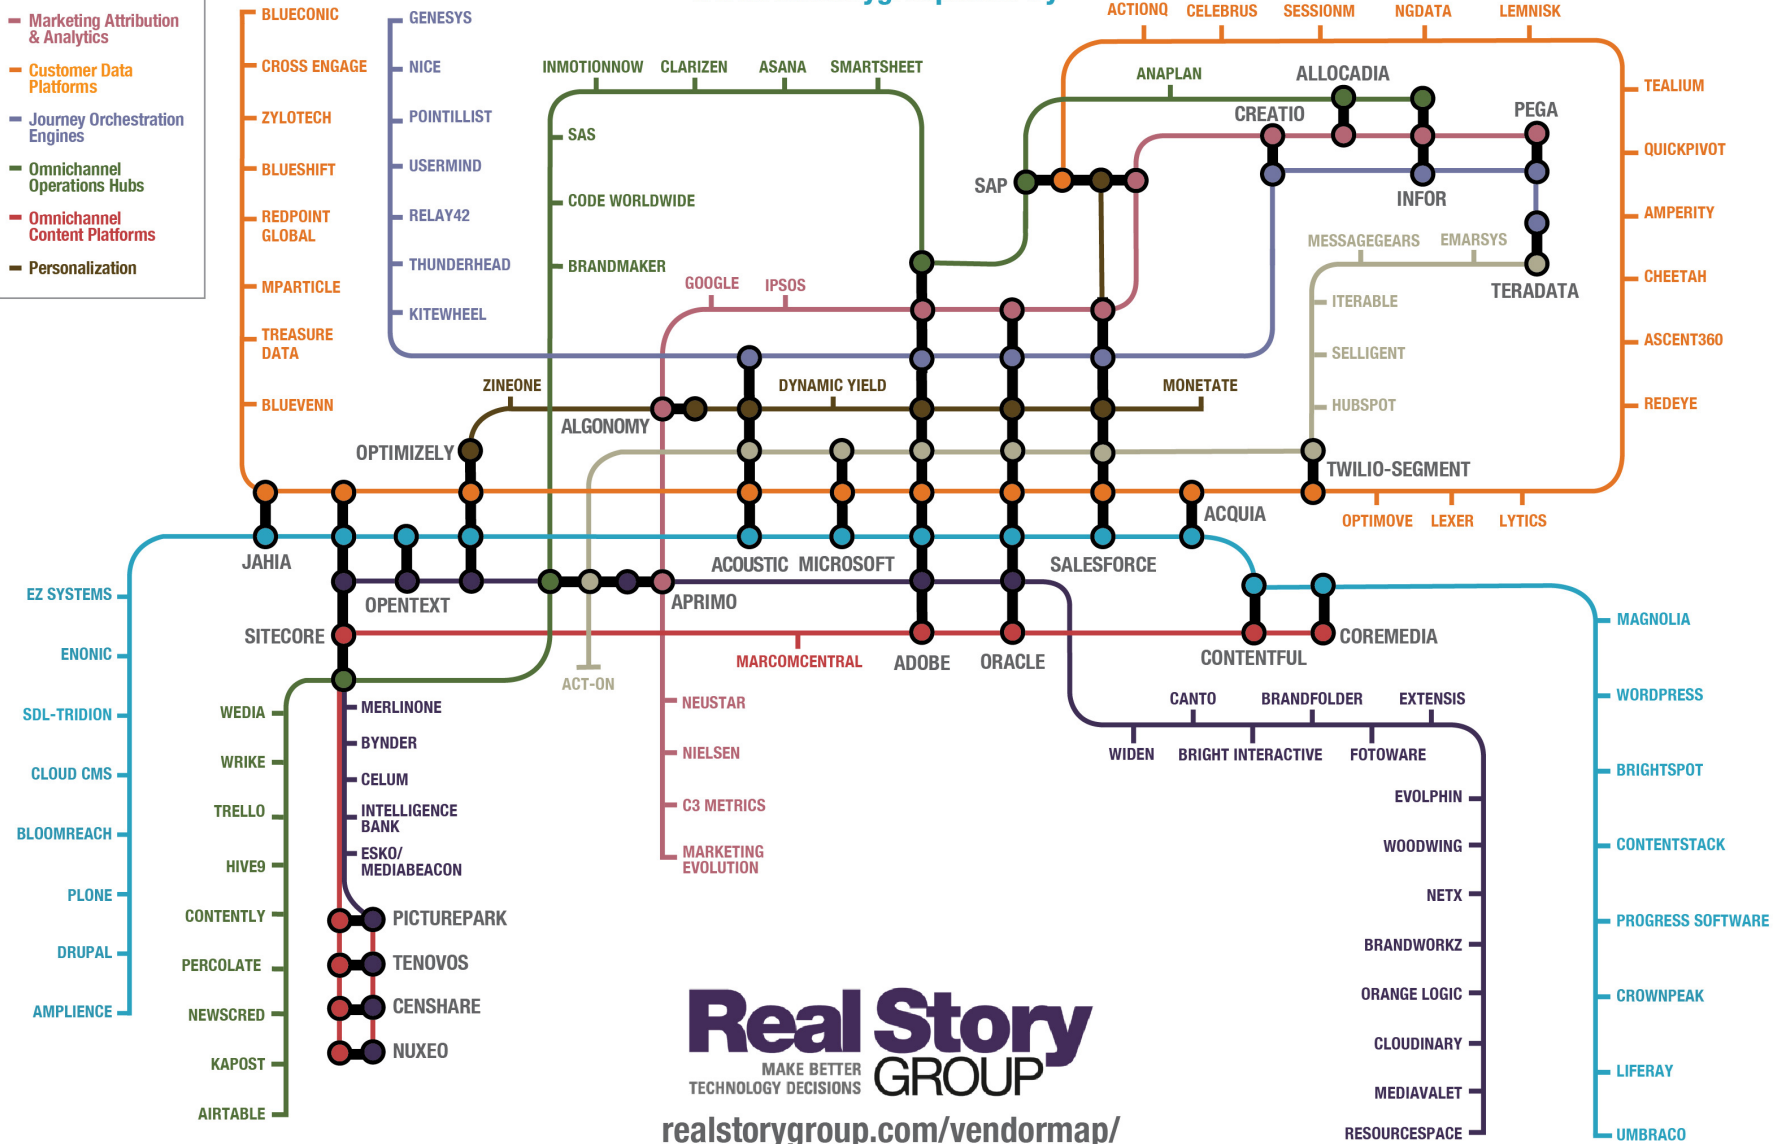 Marketing Attribution
& Analytics
Customer Data
Platforms
Journey Orchestration
Engines
Omnichannel
Operations Hubs
Omnichannel
Content Platforms
Personalization
BLUECONIC
CROSS ENGAGE
ZYLOTECH
BLUESHIFT
REDPOINT
GLOBAL
MPARTICLE
TREASURE
DATA
BLUEVENN
GENESYS
NICE
POINTILLIST
USERMIND
RELAY42
THUNDERHEAD
KITEWHEEL
INMOTIONNOW
CLARIZEN
ASANA
SMARTSHEET
SAS
CODE WORLDWIDE
BRANDMAKER
GOOGLE
IPSOS
ACTIONQ
CELEBRUS
SESSIONM
NGDATA
LEMNISK
ANAPLAN
ALLOCADIA
CREATIO
PEGA
SAP
INFOR
MESSAGEGEARS
EMARSYS
TERADATA
ITERABLE
SELLIGENT
HUBSPOT
TEALIUM
QUICKPIVOT
AMPERITY
CHEETAH
ASCENT360
REDEYE
ZINEONE
DYNAMIC YIELD
MONETATE
ALGONOMY
OPTIMIZELY
TWILIO-SEGMENT
ACQUIA
OPTIMOVE
LEXER
LYTICS
JAHIA
ACOUSTIC
MICROSOFT
SALESFORCE
OPENTEXT
APRIMO
SITECORE
MARCOMCENTRAL
ADOBE
ORACLE
CONTENTFUL
COREMEDIA
ACT-ON
EZ SYSTEMS
ENONIC
SDL-TRIDION
CLOUD CMS
BLOOMREACH
PLONE
DRUPAL
AMPLIENCE
WEDIA
WRIKE
TRELLO
HIVE9
CONTENTLY
PERCOLATE
NEWSCRED
KAPOST
AIRTABLE
MERLINONE
BYNDER
CELUM
INTELLIGENCE
BANK
ESKO/
MEDIABEACON
PICTUREPARK
TENOVOS
CENSHARE
NUXEO
NEUSTAR
NIELSEN
C3 METRICS
MARKETING
EVOLUTION
CANTO
BRANDFOLDER
EXTENSIS
WIDEN
BRIGHT INTERACTIVE
FOTOWARE
EVOLPHIN
WOODWING
NETX
BRANDWORKZ
ORANGE LOGIC
CLOUDINARY
MEDIAVALET
RESOURCESPACE
MAGNOLIA
WORDPRESS
BRIGHTSPOT
CONTENTSTACK
PROGRESS SOFTWARE
CROWNPEAK
LIFERAY
UMBRACO
Real Story
GROUP
MAKE BETTER
TECHNOLOGY DECISIONS
realstorygroup.com/vendormap/